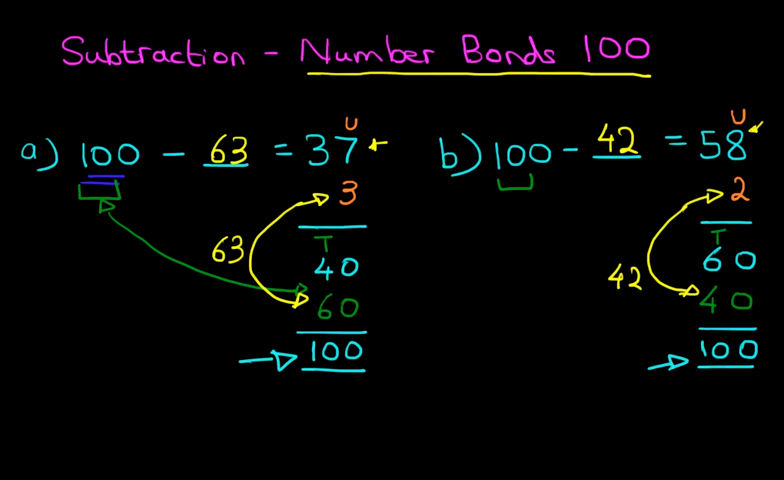 Subtraction - Number Bonds 100
a) 100 - 63 = 37
U
3
63
T
40
60
100
b) 100 - 42 = 58
U
2
42
T
60
40
100